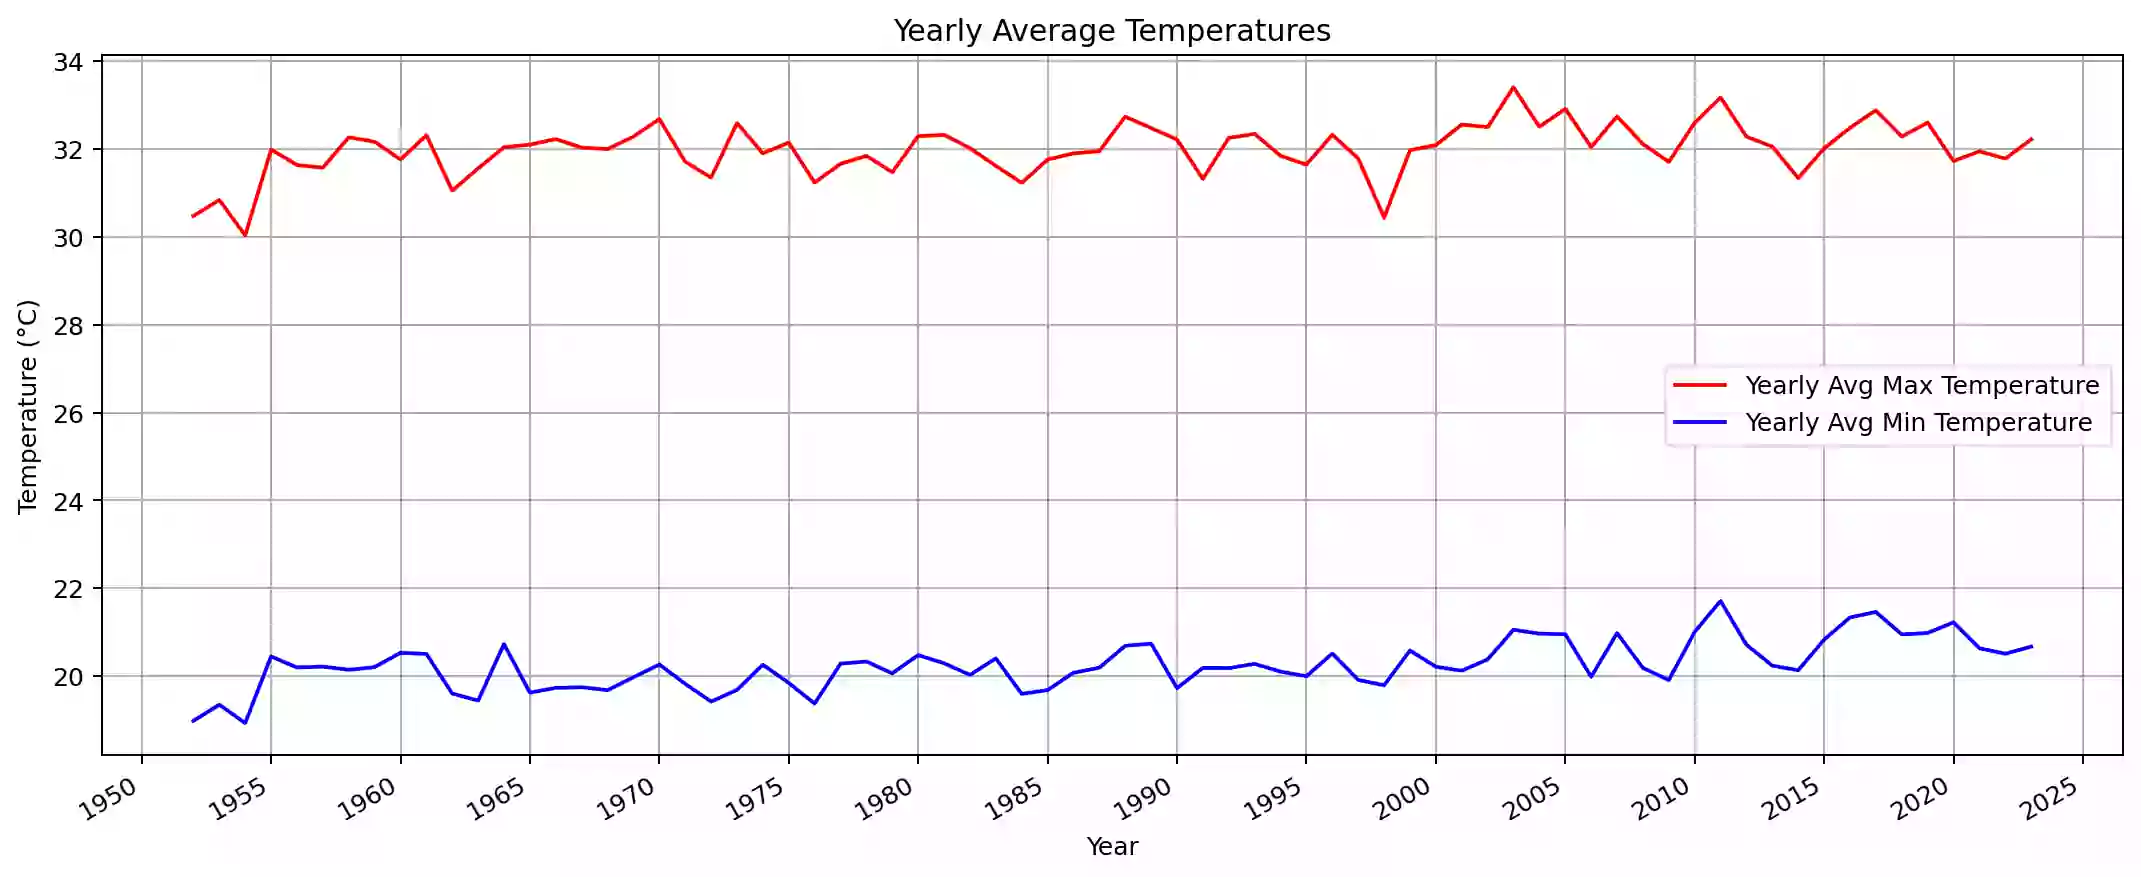 Yearly Average Temperatures
34
32
30
28
26
24
22
20
Temperature (°C)
Yearly Avg Max Temperature
Yearly Avg Min Temperature
1950 1955 1960 1965 1970 1975 1980 1985 1990 1995 2000 2005 2010 2015 2020 2025
Year